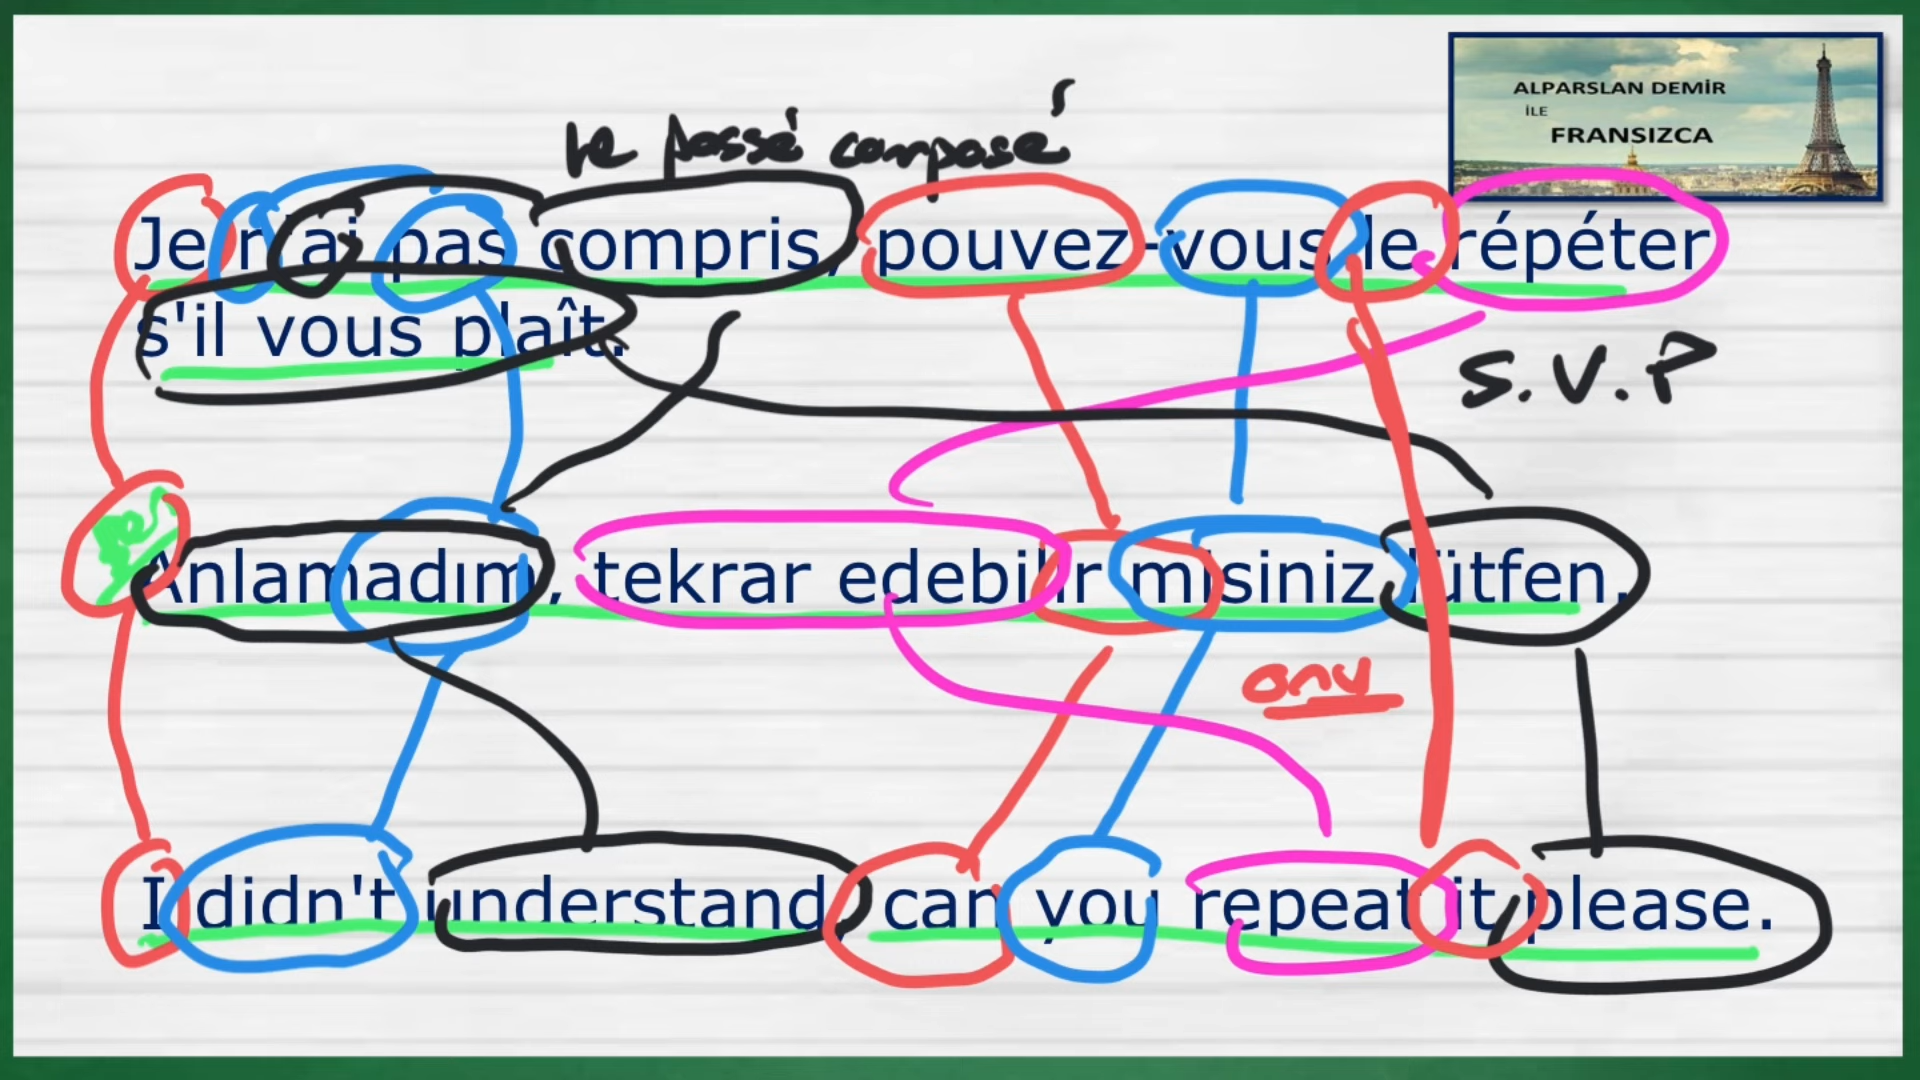 ALPARSLAN DEMİR
İLE
FRANSIZCA
le passé composé
Je n'ai pas compris, pouvez-vous le répéter
s'il vous plaît.
S.V.P
Anlamadım, tekrar edebilir misiniz lütfen.
onu
I didn't understand, can you repeat it please.